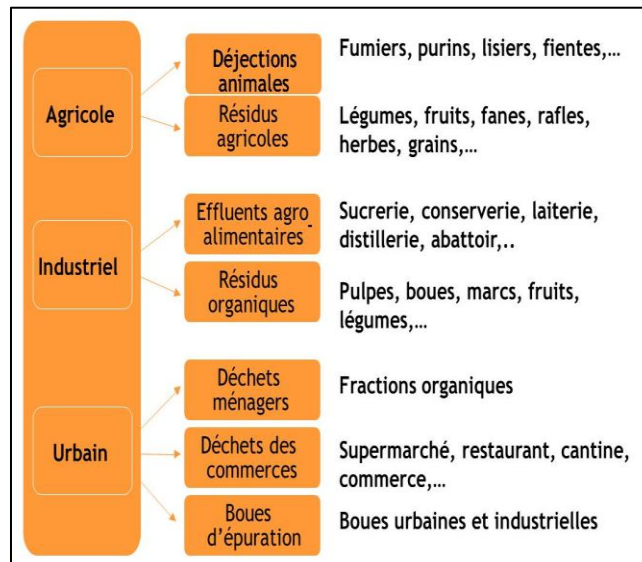 Agricole
Déjections
animales
Fumiers, purins, lisiers, fientes,...
Résidus
agricoles
Légumes, fruits, fanes, rafles,
herbes, grains,...
Industriel
Effluents agro-
alimentaires
Sucrerie, conserverie, laiterie,
distillerie, abattoir,..
Résidus
organiques
Pulpes, boues, marcs, fruits,
légumes,...
Urbain
Déchets
ménagers
Fractions organiques
Déchets des
commerces
Supermarché, restaurant, cantine,
commerce,...
Boues
d'épuration
Boues urbaines et industrielles